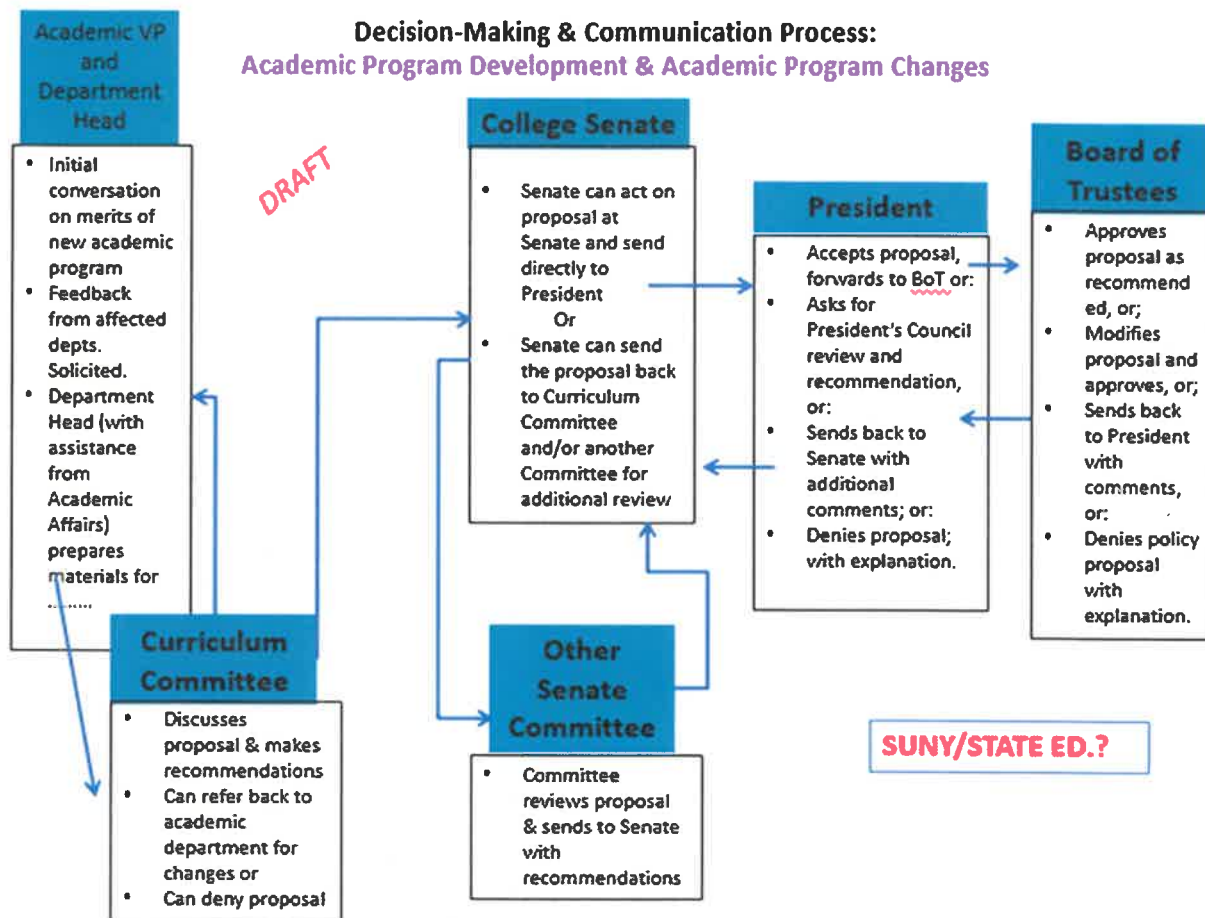 Decision-Making & Communication Process:
Academic Program Development & Academic Program Changes
DRAFT
Academic VP
and
Department
Head
• Initial
conversation
on merits of
new academic
program
• Feedback
from affected
depts.
Solicited.
• Department
Head (with
assistance
from
Academic
Affairs)
prepares
materials for
........
Curriculum
Committee
• Discusses
proposal & makes
recommendations
• Can refer back to
academic
department for
changes or
• Can deny proposal
College Senate
• Senate can act on
proposal at
Senate and send
directly to
President
Or
• Senate can send
the proposal back
to Curriculum
Committee
and/or another
Committee for
additional review
Other
Senate
Committee
• Committee
reviews proposal
& sends to Senate
with
recommendations
President
• Accepts proposal,
forwards to BoT or:
• Asks for
President's Council
review and
recommendation,
or:
• Sends back to
Senate with
additional
comments; or:
• Denies proposal;
with explanation.
Board of
Trustees
• Approves
proposal as
recommend
ed, or;
• Modifies
proposal and
approves, or;
• Sends back
to President
with
comments,
or:
• Denies policy
proposal
with
explanation.
SUNY/STATE ED.?